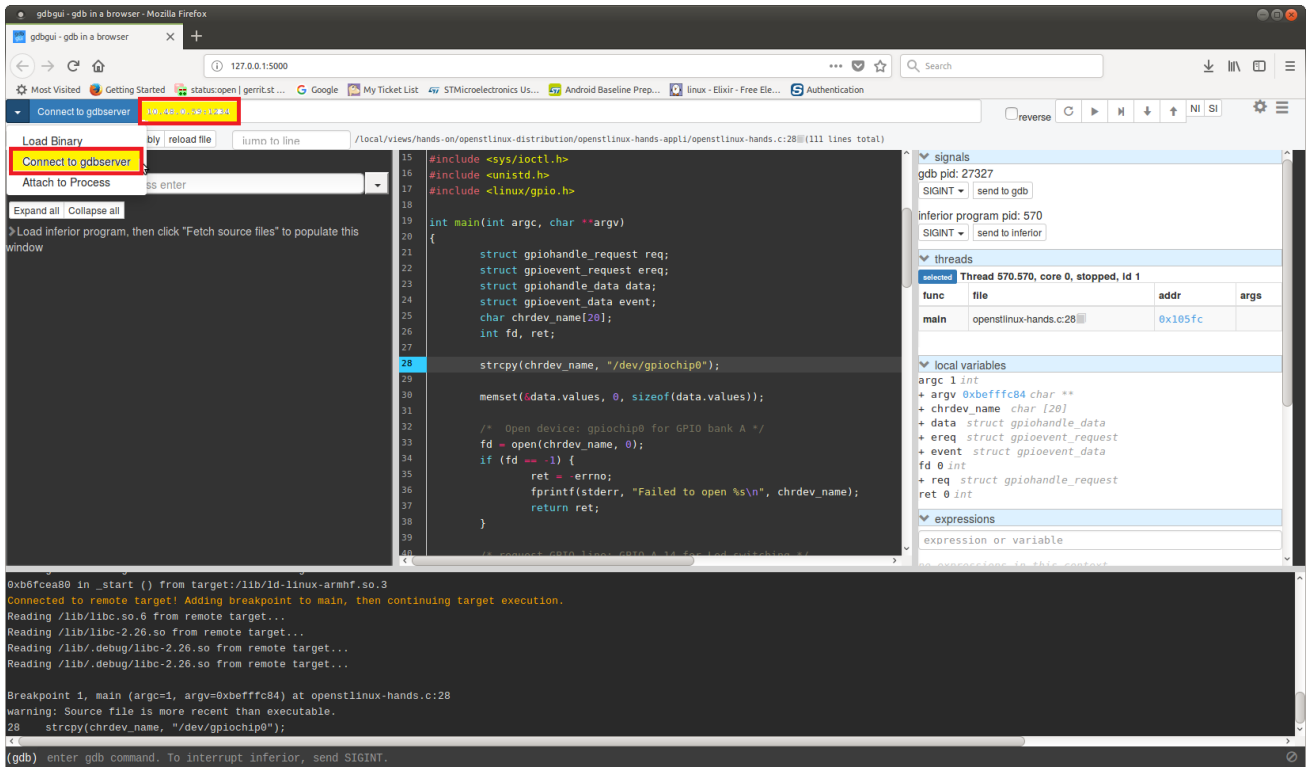 gdbgui - gdb in a browser - Mozilla Firefox
gdbgui - gdb in a browser
127.0.0.1:5000
Search
Most Visited Getting Started status:open | gerrit.st ... Google My Ticket List STMicroelectronics Us... Android Baseline Prep... linux - Elixir - Free Ele... Authentication
Connect to gdbserver 10.48.0.59:1234
reverse NI SI
Load Binary
Connect to gdbserver
Attach to Process
bly reload file jump to line /local/views/hands-on/openstlinux-distribution/openstlinux-hands-appli/openstlinux-hands.c:28 (111 lines total)
ss enter
Expand all Collapse all
Load inferior program, then click "Fetch source files" to populate this
window
15 #include <sys/ioctl.h>
16 #include <unistd.h>
17 #include <linux/gpio.h>
18
19 int main(int argc, char **argv)
20 {
21 struct gpiohandle_request req;
22 struct gpioevent_request ereq;
23 struct gpiohandle_data data;
24 struct gpioevent_data event;
25 char chrdev_name[20];
26 int fd, ret;
27
28 strcpy(chrdev_name, "/dev/gpiochip0");
29
30 memset(&data.values, 0, sizeof(data.values));
31
32 /* Open device: gpiochip0 for GPIO bank A */
33 fd = open(chrdev_name, 0);
34 if (fd == -1) {
35 ret = -errno;
36 fprintf(stderr, "Failed to open %s\n", chrdev_name);
37 return ret;
38 }
39
40 /* request GPIO line: GPIO_A_14 for Led switching */
signals
gdb pid: 27327
SIGINT send to gdb
inferior program pid: 570
SIGINT send to inferior
threads
selected Thread 570.570, core 0, stopped, id 1
func file addr args
main openstlinux-hands.c:28 0x105fc
local variables
argc 1 int
+ argv 0xbefffc84 char **
+ chrdev_name char [20]
+ data struct gpiohandle_data
+ ereq struct gpioevent_request
+ event struct gpioevent_data
fd 0 int
+ req struct gpiohandle_request
ret 0 int
expressions
expression or variable
no expressions in this context
0xb6fcea80 in _start () from target:/lib/ld-linux-armhf.so.3
Connected to remote target! Adding breakpoint to main, then continuing target execution.
Reading /lib/libc.so.6 from remote target...
Reading /lib/libc-2.26.so from remote target...
Reading /lib/.debug/libc-2.26.so from remote target...
Reading /lib/.debug/libc-2.26.so from remote target...
Breakpoint 1, main (argc=1, argv=0xbefffc84) at openstlinux-hands.c:28
warning: Source file is more recent than executable.
28 strcpy(chrdev_name, "/dev/gpiochip0");
(gdb) enter gdb command. To interrupt inferior, send SIGINT.